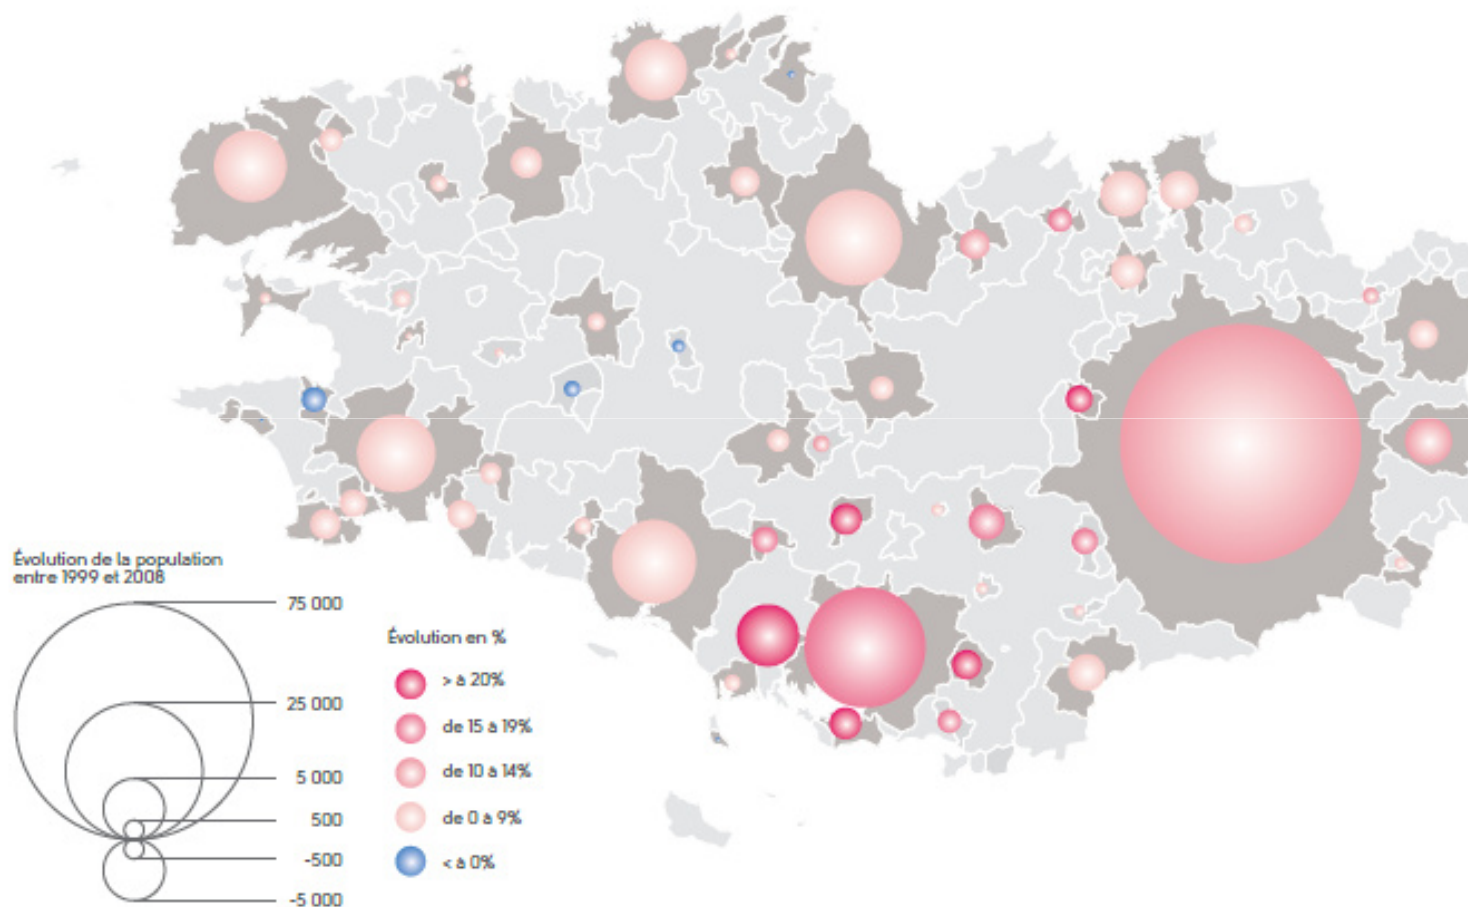 Évolution de la population
entre 1999 et 2008
75 000
25 000
5 000
500
-500
-5 000
Évolution en %
> à 20%
de 15 à 19%
de 10 à 14%
de 0 à 9%
< à 0%